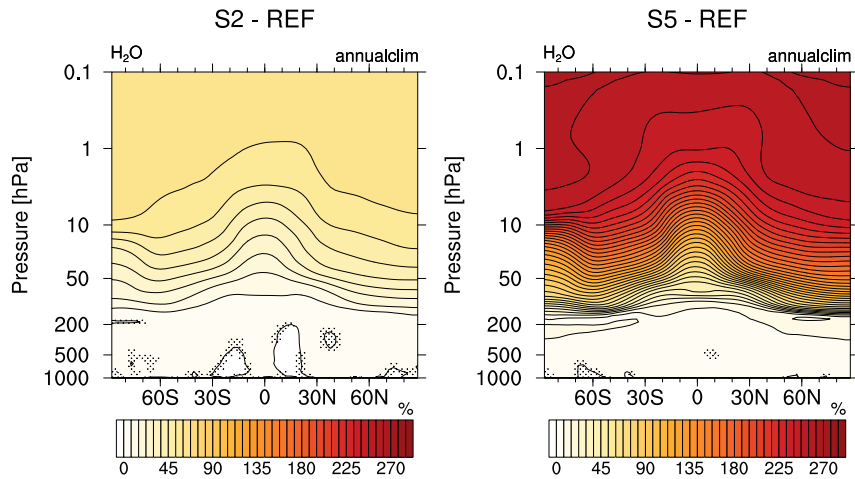 S2 - REF
H₂O annualclim
0.1
1
10
50
200
500
1000
Pressure [hPa]
60S 30S 0 30N 60N
%
0 45 90 135 180 225 270
S5 - REF
H₂O annualclim
0.1
1
10
50
200
500
1000
Pressure [hPa]
60S 30S 0 30N 60N
%
0 45 90 135 180 225 270